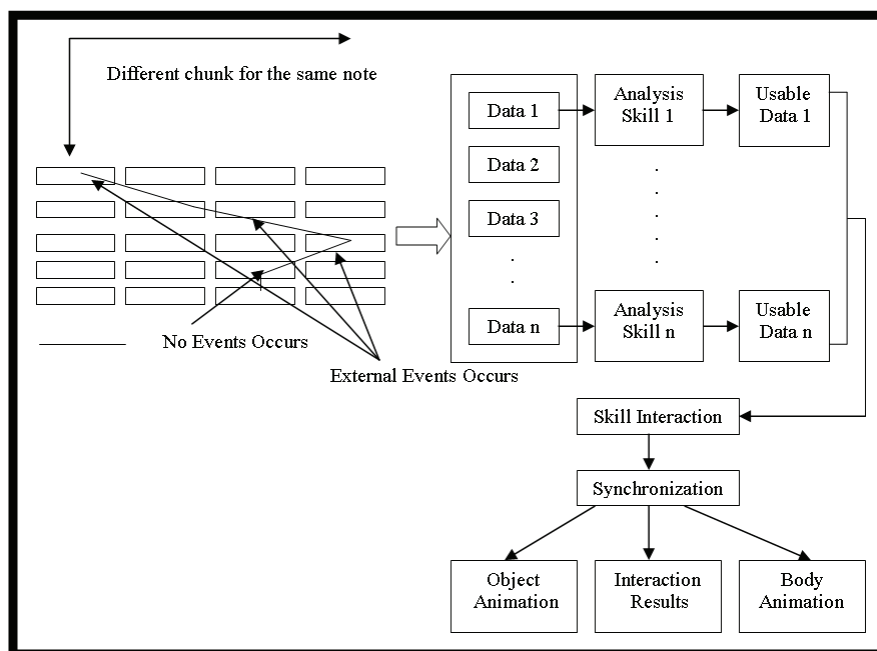 Different chunk for the same note
Data 1
Analysis
Skill 1
Usable
Data 1
Data 2
Data 3
.
.
.
.
.
.
.
.
Data n
Analysis
Skill n
Usable
Data n
No Events Occurs
External Events Occurs
Skill Interaction
Synchronization
Object
Animation
Interaction
Results
Body
Animation